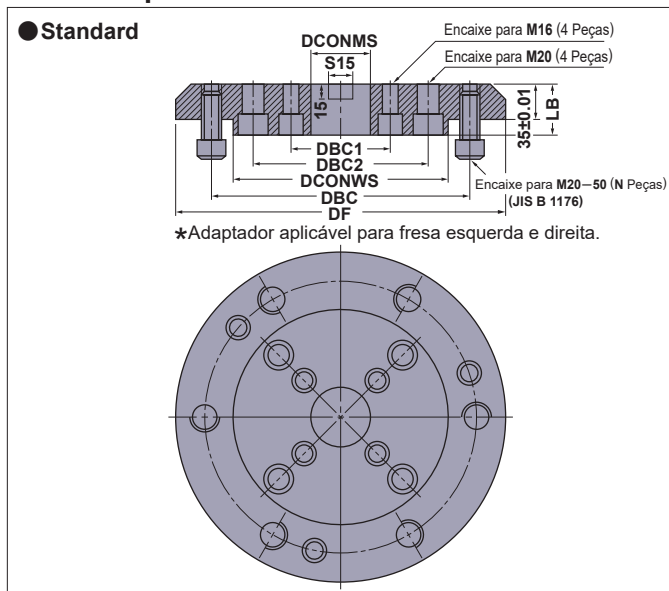 ●Standard
DCONMS
S15
Encaixe para M16 (4 Peças)
Encaixe para M20 (4 Peças)
15
35±0.01
LB
DBC1
DBC2
DCONWS
DBC
DF
Encaixe para M20−50 (N Peças)
(JIS B 1176)
★Adaptador aplicável para fresa esquerda e direita.